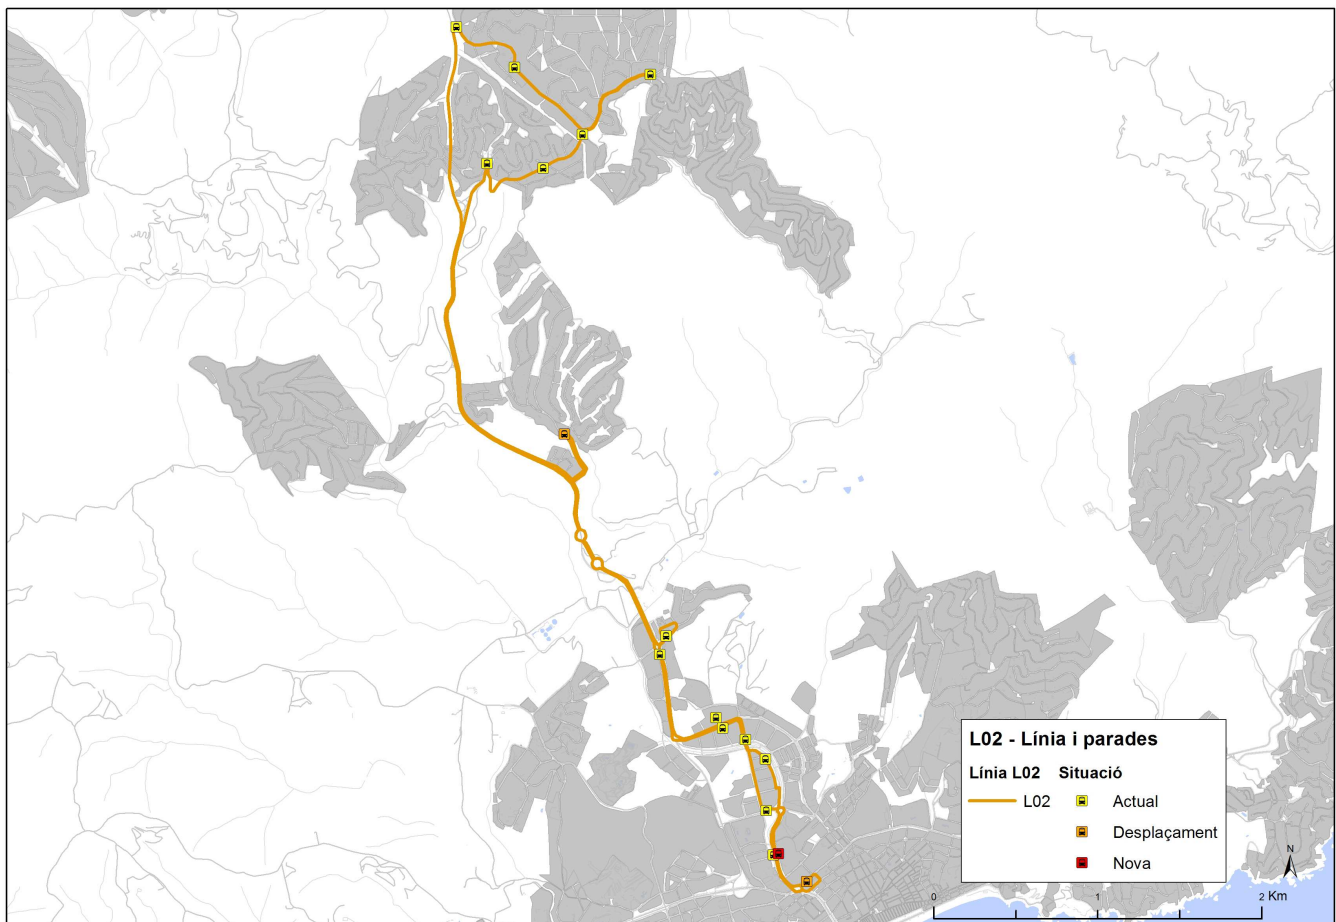 L02 - Línia i parades
Línia L02 Situació
L02 Actual
Desplaçament
Nova
N
0 1 2 Km